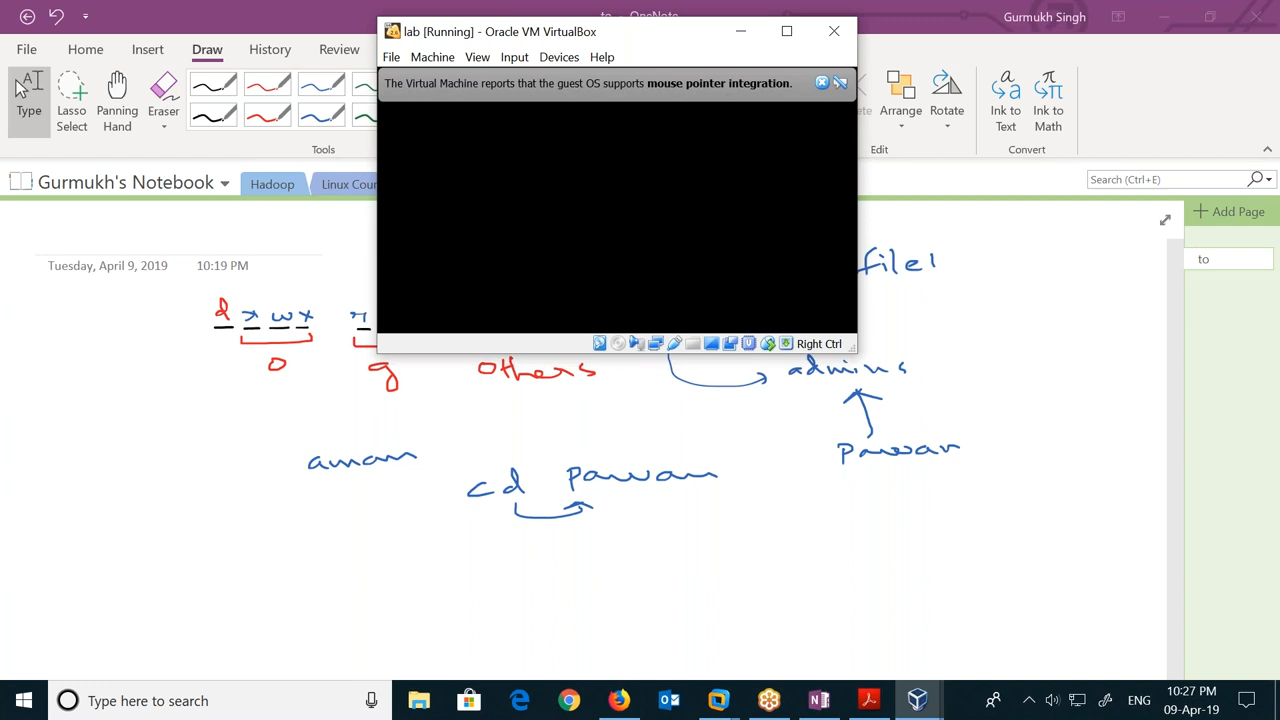 to - OneNote
Gurmukh Singh
lab [Running] - Oracle VM VirtualBox
File Home Insert Draw History Review
File Machine View Input Devices Help
The Virtual Machine reports that the guest OS supports mouse pointer integration.
Type
Lasso Select
Panning Hand
Eraser
Arrange
Rotate
Ink to Text
Ink to Math
Tools
Edit
Convert
Gurmukh's Notebook
Hadoop
Linux Cour
Search (Ctrl+E)
Add Page
to
Tuesday, April 9, 2019 10:19 PM
file1
d r w x r
Right Ctrl
o g others
admins
aman
cd pawan
Pawan
Type here to search
ENG
10:27 PM
09-Apr-19